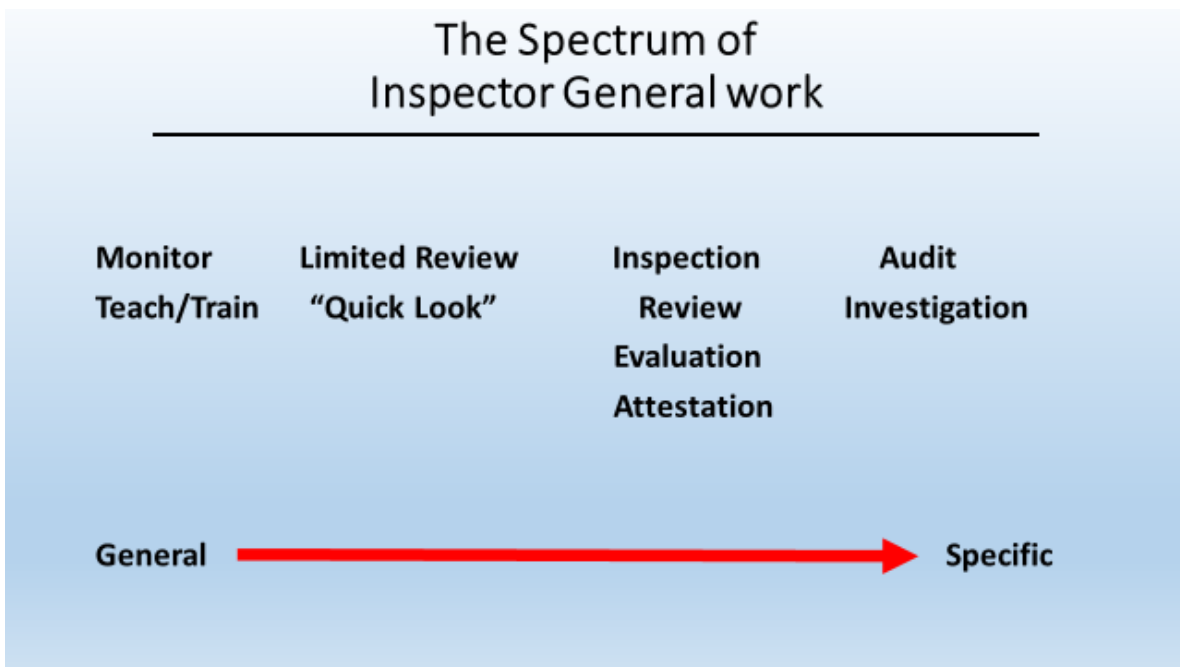 The Spectrum of
Inspector General work
Monitor Limited Review Inspection Audit
Teach/Train “Quick Look” Review Investigation
Evaluation
Attestation
General Specific